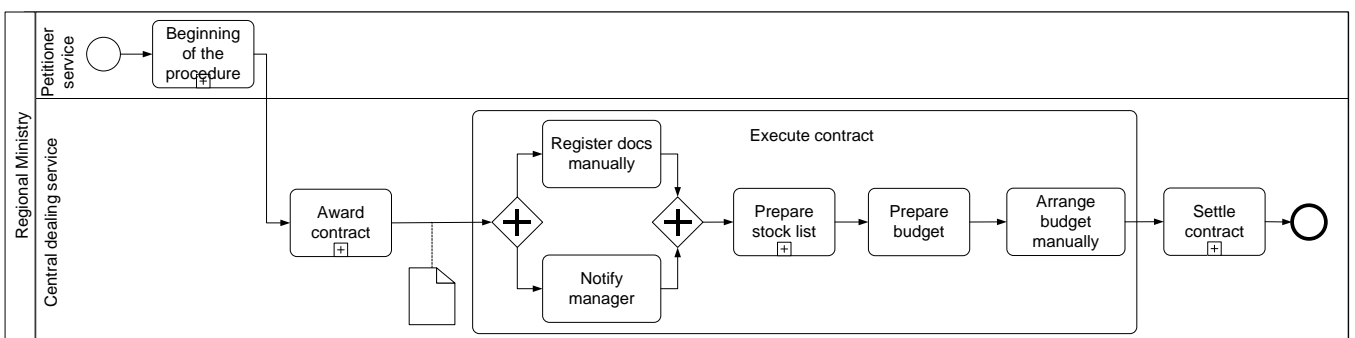 Regional Ministry
Petitioner
service
Beginning
of the
procedure
Central dealing service
Award
contract
Execute contract
Register docs
manually
Notify
manager
Prepare
stock list
Prepare
budget
Arrange
budget
manually
Settle
contract